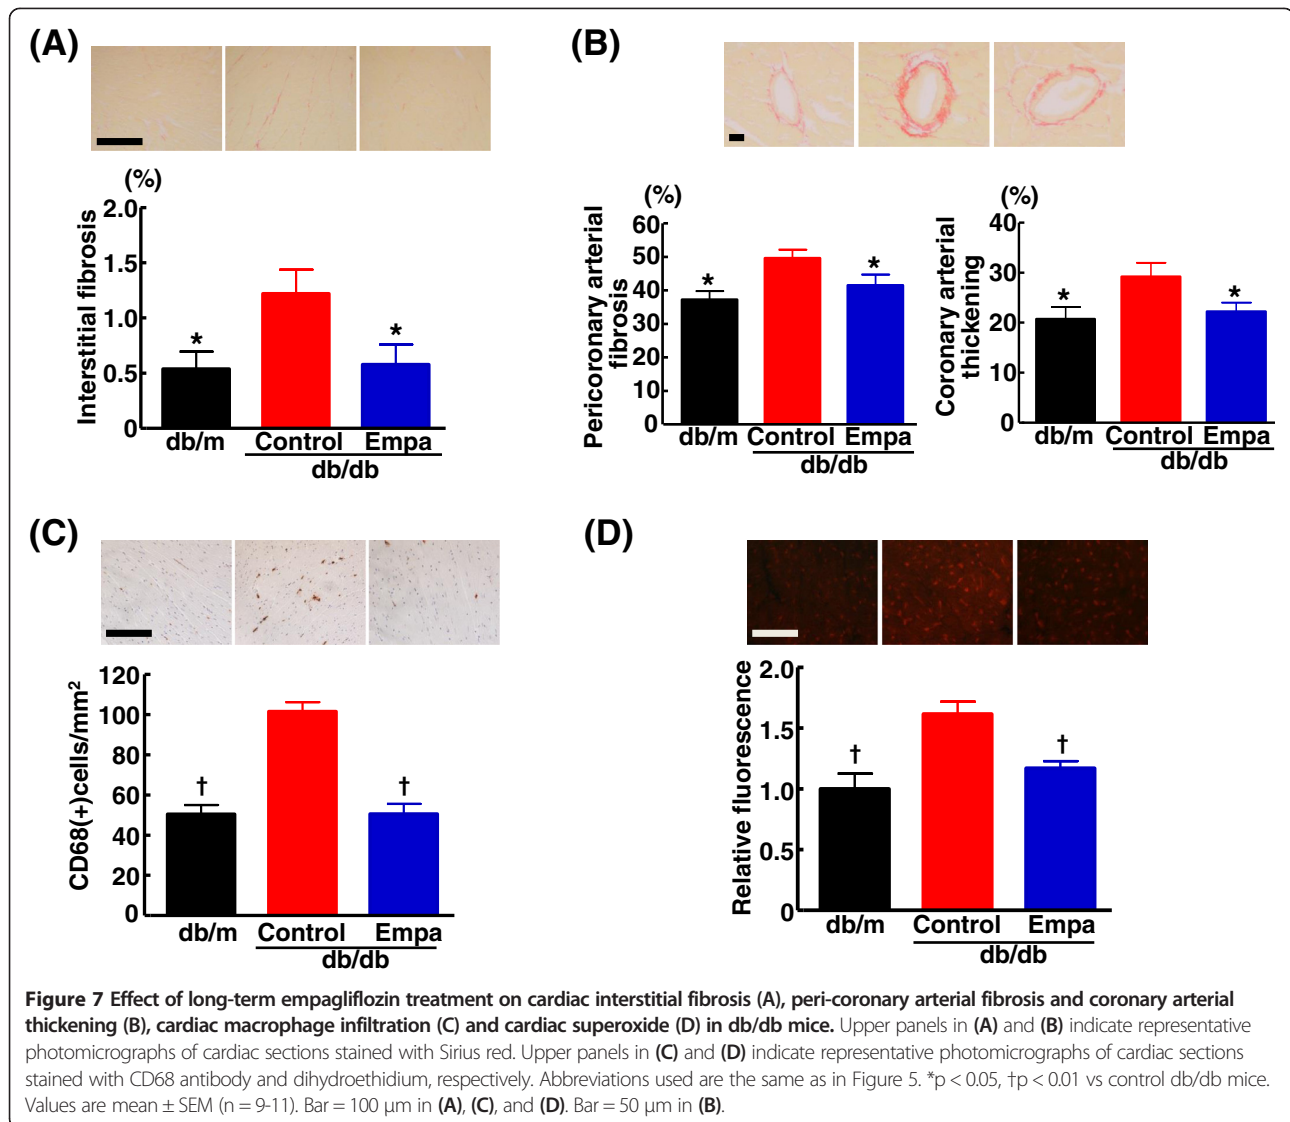 (A)
(%)
Interstitial fibrosis
2.0
1.5
1.0
0.5
0
*
*
db/m Control Empa
db/db
(B)
(%)
Pericoronary arterial
fibrosis
60
50
40
30
20
10
0
*
*
db/m Control Empa
db/db
(%)
Coronary arterial
thickening
40
30
20
10
0
*
*
db/m Control Empa
db/db
(C)
CD68(+)cells/mm²
120
100
80
60
40
20
0
†
†
db/m Control Empa
db/db
(D)
Relative fluorescence
2.0
1.5
1.0
0.5
0
†
†
db/m Control Empa
db/db
Figure 7 Effect of long-term empagliflozin treatment on cardiac interstitial fibrosis (A), peri-coronary arterial fibrosis and coronary arterial
thickening (B), cardiac macrophage infiltration (C) and cardiac superoxide (D) in db/db mice. Upper panels in (A) and (B) indicate representative
photomicrographs of cardiac sections stained with Sirius red. Upper panels in (C) and (D) indicate representative photomicrographs of cardiac sections
stained with CD68 antibody and dihydroethidium, respectively. Abbreviations used are the same as in Figure 5. *p < 0.05, †p < 0.01 vs control db/db mice.
Values are mean ± SEM (n = 9-11). Bar = 100 μm in (A), (C), and (D). Bar = 50 μm in (B).